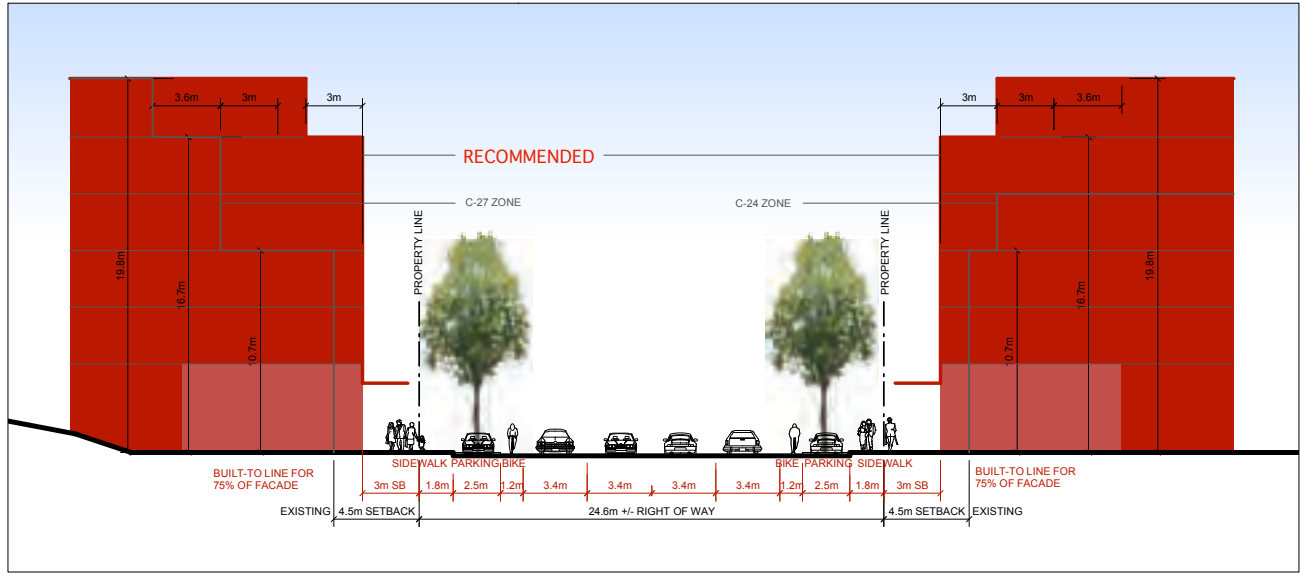 3.6m 3m 3m
3m 3m 3.6m
RECOMMENDED
C-27 ZONE
C-24 ZONE
PROPERTY LINE
PROPERTY LINE
19.8m
16.7m
10.7m
10.7m
16.7m
19.8m
SIDEWALK PARKING BIKE
BIKE PARKING SIDEWALK
BUILT-TO LINE FOR
75% OF FACADE
3m SB 1.8m 2.5m 1.2m 3.4m 3.4m 3.4m 3.4m 1.2m 2.5m 1.8m 3m SB
BUILT-TO LINE FOR
75% OF FACADE
EXISTING 4.5m SETBACK 24.6m +/- RIGHT OF WAY 4.5m SETBACK EXISTING